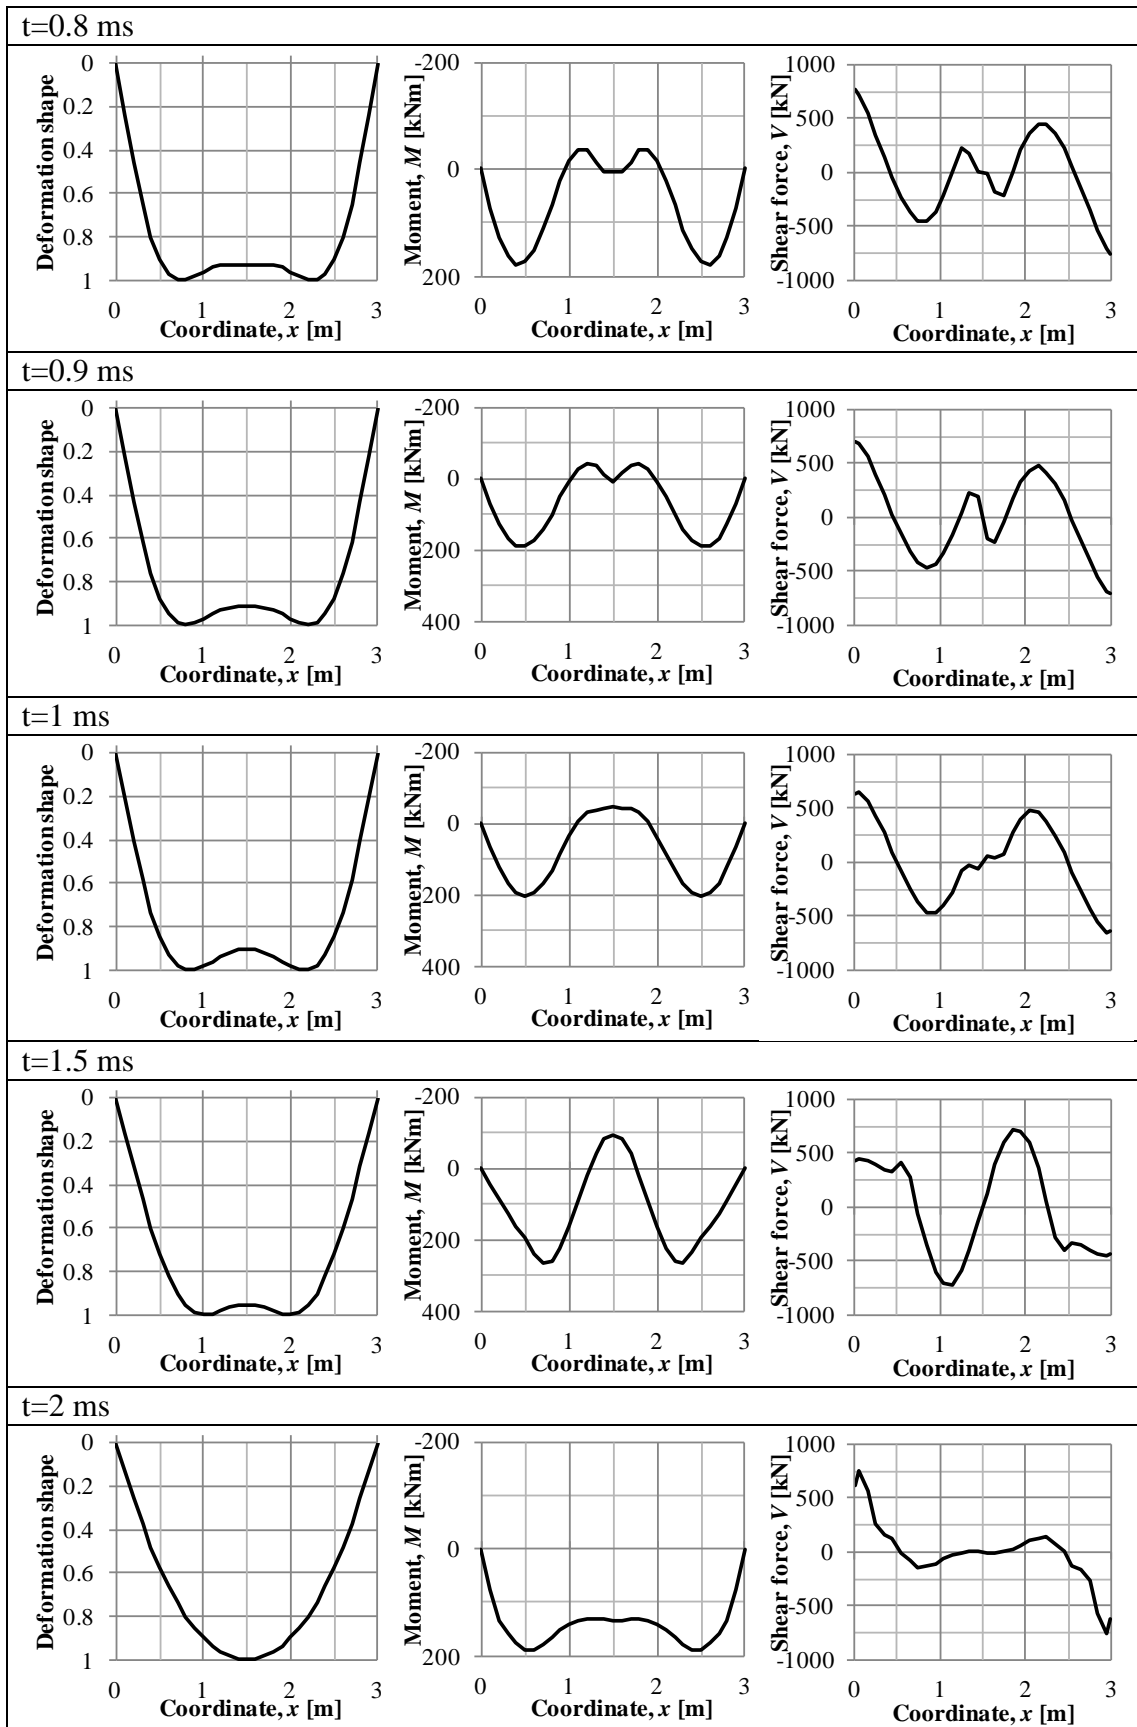 t=0.8 ms
Deformation shape
0
0.2
0.4
0.6
0.8
1
0 1 2 3
Coordinate, x [m]
Moment, M [kNm]
-200
0
200
0 1 2 3
Coordinate, x [m]
Shear force, V [kN]
1000
500
0
-500
-1000
0 1 2 3
Coordinate, x [m]
t=0.9 ms
Deformation shape
0
0.2
0.4
0.6
0.8
1
0 1 2 3
Coordinate, x [m]
Moment, M [kNm]
-200
0
200
400
0 1 2 3
Coordinate, x [m]
Shear force, V [kN]
1000
500
0
-500
-1000
0 1 2 3
Coordinate, x [m]
t=1 ms
Deformation shape
0
0.2
0.4
0.6
0.8
1
0 1 2 3
Coordinate, x [m]
Moment, M [kNm]
-200
0
200
400
0 1 2 3
Coordinate, x [m]
Shear force, V [kN]
1000
500
0
-500
-1000
0 1 2 3
Coordinate, x [m]
t=1.5 ms
Deformation shape
0
0.2
0.4
0.6
0.8
1
0 1 2 3
Coordinate, x [m]
Moment, M [kNm]
-200
0
200
400
0 1 2 3
Coordinate, x [m]
Shear force, V [kN]
1000
500
0
-500
-1000
0 1 2 3
Coordinate, x [m]
t=2 ms
Deformation shape
0
0.2
0.4
0.6
0.8
1
0 1 2 3
Coordinate, x [m]
Moment, M [kNm]
-200
0
200
0 1 2 3
Coordinate, x [m]
Shear force, V [kN]
1000
500
0
-500
-1000
0 1 2 3
Coordinate, x [m]